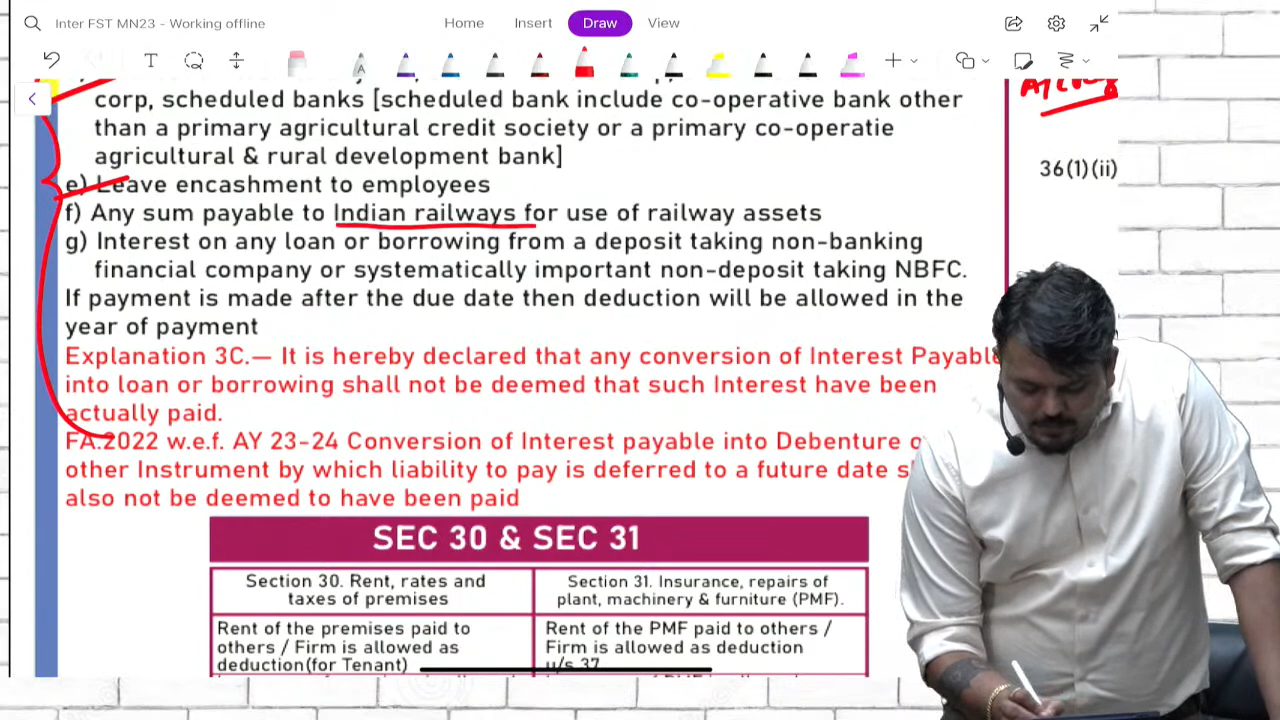 Inter FST MN23 - Working offline
Home Insert Draw View
corp, scheduled banks [scheduled bank include co-operative bank other
than a primary agricultural credit society or a primary co-operatie
agricultural & rural development bank]
36(1)(ii)
e) Leave encashment to employees
f) Any sum payable to Indian railways for use of railway assets
g) Interest on any loan or borrowing from a deposit taking non-banking
financial company or systematically important non-deposit taking NBFC.
If payment is made after the due date then deduction will be allowed in the
year of payment
Explanation 3C.— It is hereby declared that any conversion of Interest Payable
into loan or borrowing shall not be deemed that such Interest have been
actually paid.
FA.2022 w.e.f. AY 23-24 Conversion of Interest payable into Debenture
other Instrument by which liability to pay is deferred to a future date
also not be deemed to have been paid
SEC 30 & SEC 31
Section 30. Rent, rates and
taxes of premises
Section 31. Insurance, repairs of
plant, machinery & furniture (PMF).
Rent of the premises paid to
others / Firm is allowed as
deduction(for Tenant)
Rent of the PMF paid to others /
Firm is allowed as deduction
u/s 37